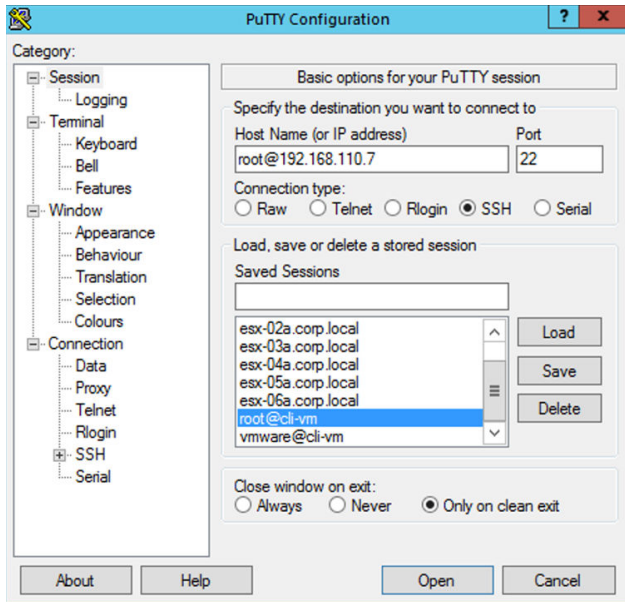 PuTTY Configuration
?
x
Category:
Session
Logging
Terminal
Keyboard
Bell
Features
Window
Appearance
Behaviour
Translation
Selection
Colours
Connection
Data
Proxy
Telnet
Rlogin
SSH
Serial
Basic options for your PuTTY session
Specify the destination you want to connect to
Host Name (or IP address) Port
root@192.168.110.7 22
Connection type:
Raw Telnet Rlogin SSH Serial
Load, save or delete a stored session
Saved Sessions
esx-02a.corp.local
esx-03a.corp.local
esx-04a.corp.local
esx-05a.corp.local
esx-06a.corp.local
root@cli-vm
vmware@cli-vm
Load
Save
Delete
Close window on exit:
Always Never Only on clean exit
About Help Open Cancel